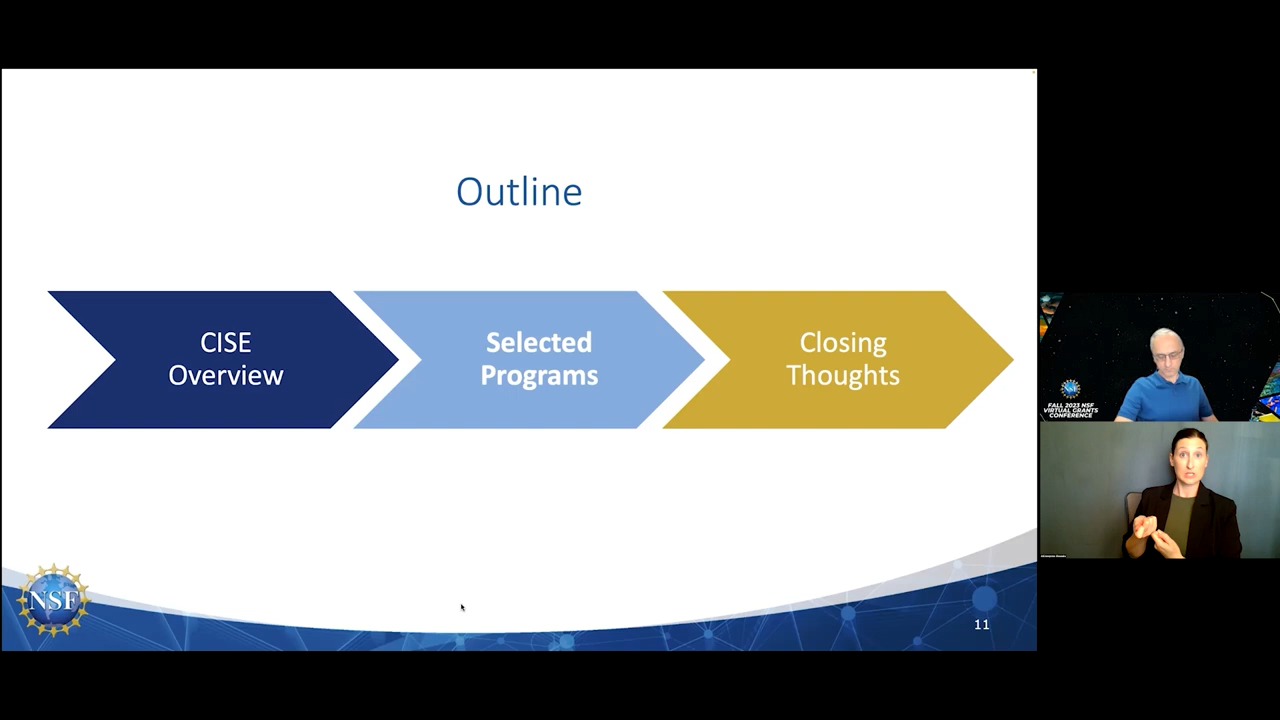 Outline
CISE
Overview
Selected
Programs
Closing
Thoughts
NSF
11
FALL 2023 NSF
VIRTUAL GRANTS
CONFERENCE